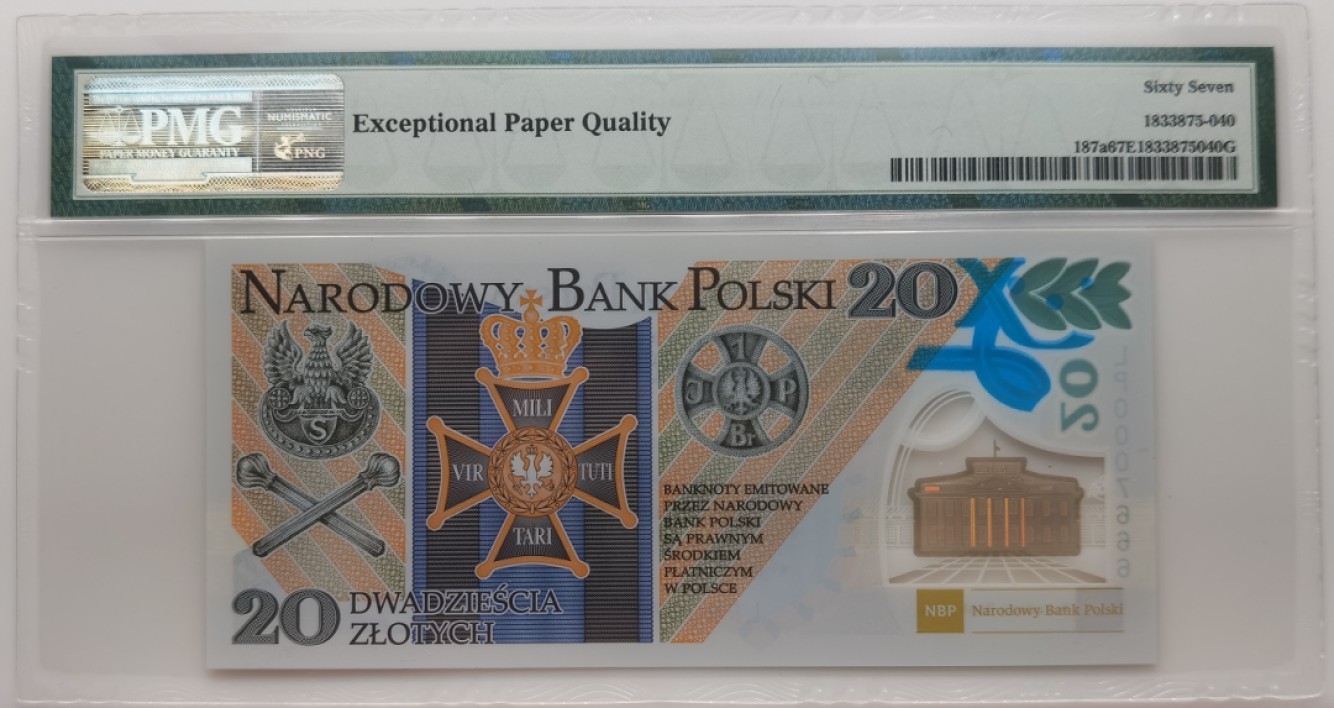 PMG
PAPER MONEY GUARANTY
NUMISMATIC
PNG
Exceptional Paper Quality
Sixty Seven
1833875-040
187a67E1833875040G
NARODOWY BANK POLSKI 20
S
MILI
VIR TUTI
TARI
1
J P
Br
20
BANKNOTY EMITOWANE
PRZEZ NARODOWY
BANK POLSKI
SĄ PRAWNYM
ŚRODKIEM
PŁATNICZYM
W POLSCE
NBP Narodowy Bank Polski
20 DWADZIEŚCIA
ZŁOTYCH